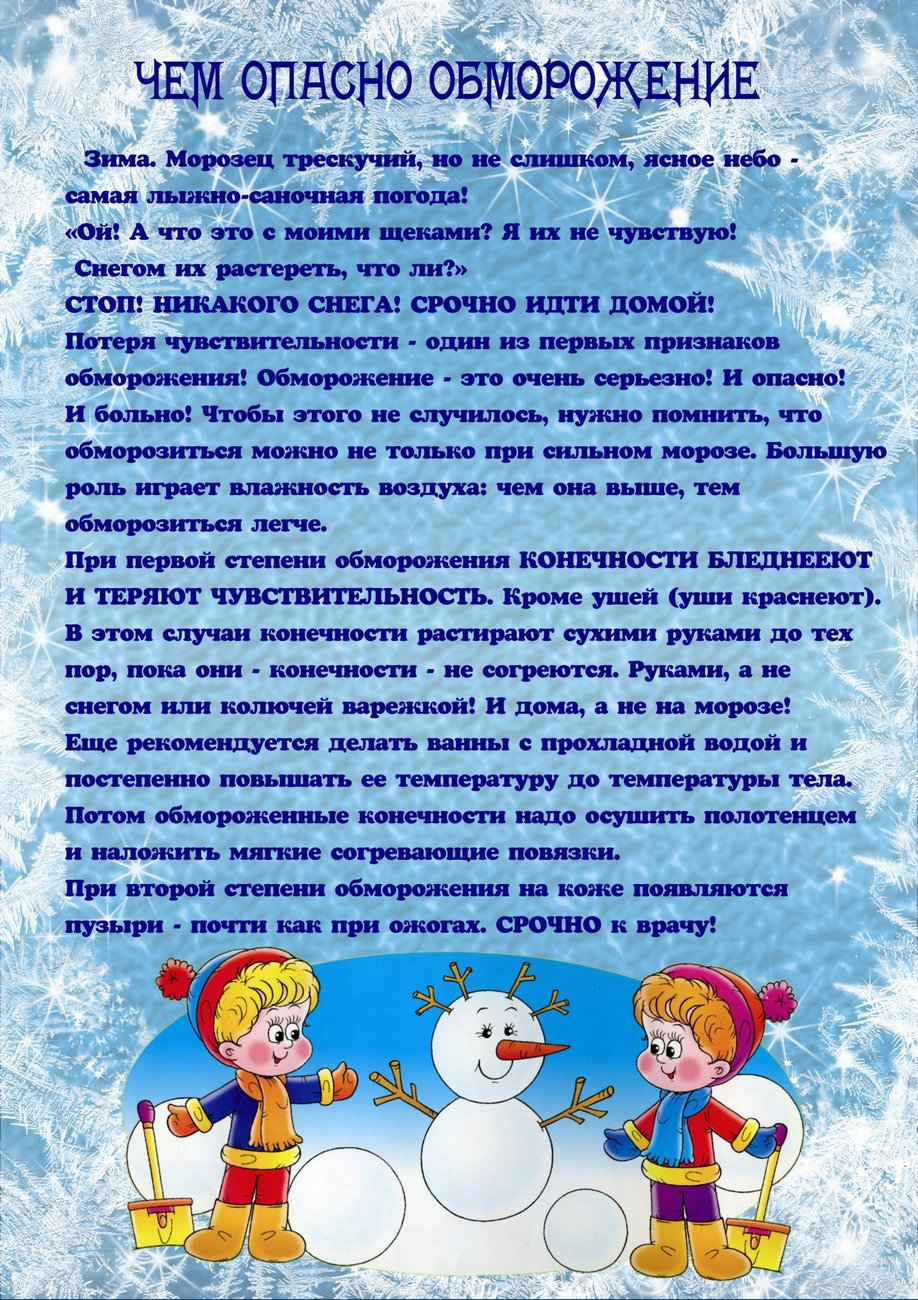 ЧЕМ ОПАСНО ОБМОРОЖЕНИЕ
Зима. Морозец трескучий, но не слишком, ясное небо -
самая лыжно-саночная погода!
«Ой! А что это с моими щеками? Я их не чувствую!
Снегом их растереть, что ли?»
СТОП! НИКАКОГО СНЕГА! СРОЧНО ИДТИ ДОМОЙ!
Потеря чувствительности - один из первых признаков
обморожения! Обморожение - это очень серьезно! И опасно!
И больно! Чтобы этого не случилось, нужно помнить, что
обморозиться можно не только при сильном морозе. Большую
роль играет влажность воздуха: чем она выше, тем
обморозиться легче.
При первой степени обморожения КОНЕЧНОСТИ БЛЕДНЕЕЮТ
И ТЕРЯЮТ ЧУВСТВИТЕЛЬНОСТЬ. Кроме ушей (уши краснеют).
В этом случаи конечности растирают сухими руками до тех
пор, пока они - конечности - не согреются. Руками, а не
снегом или колючей варежкой! И дома, а не на морозе!
Еще рекомендуется делать ванны с прохладной водой и
постепенно повышать ее температуру до температуры тела.
Потом обмороженные конечности надо осушить полотенцем
и наложить мягкие согревающие повязки.
При второй степени обморожения на коже появляются
пузыри - почти как при ожогах. СРОЧНО к врачу!